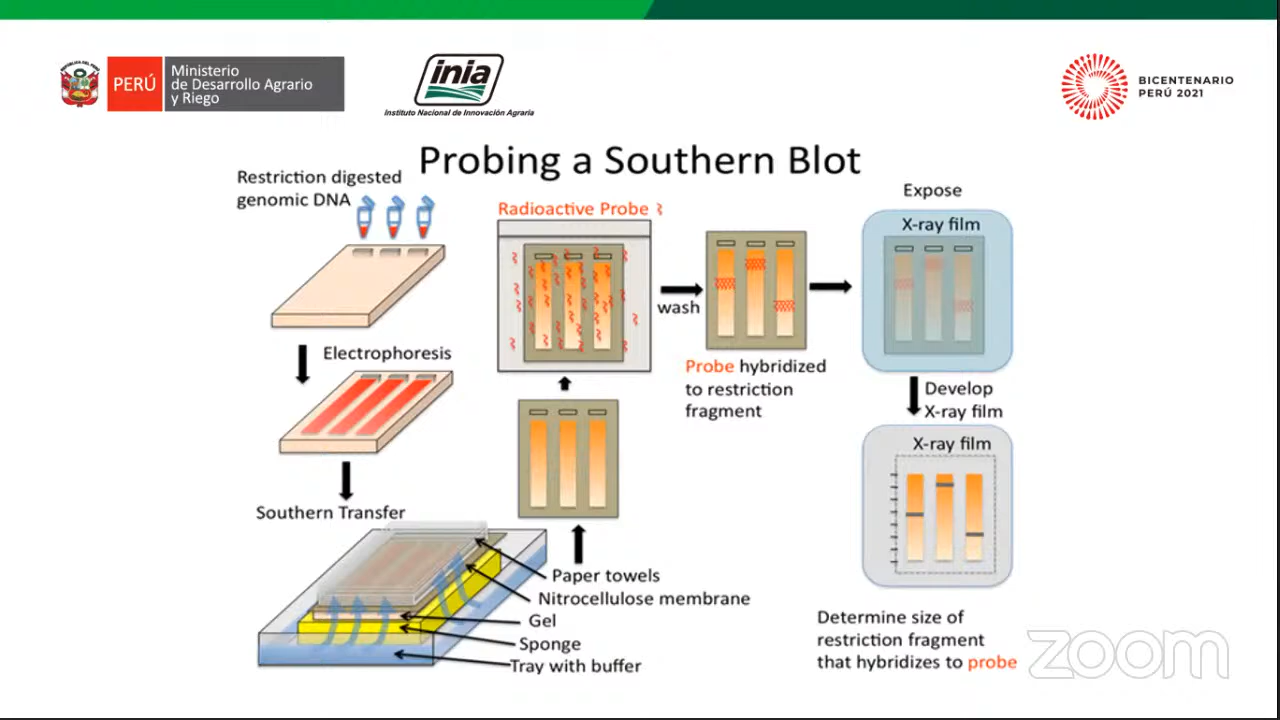 PERÚ
Ministerio
de Desarrollo Agrario
y Riego
inia
Instituto Nacional de Innovación Agraria
BICENTENARIO
PERÚ 2021
Probing a Southern Blot
Restriction digested
genomic DNA
Electrophoresis
Southern Transfer
Paper towels
Nitrocellulose membrane
Gel
Sponge
Tray with buffer
Radioactive Probe
wash
Probe hybridized
to restriction
fragment
Expose
X-ray film
Develop
X-ray film
X-ray film
Determine size of
restriction fragment
that hybridizes to probe
zoom